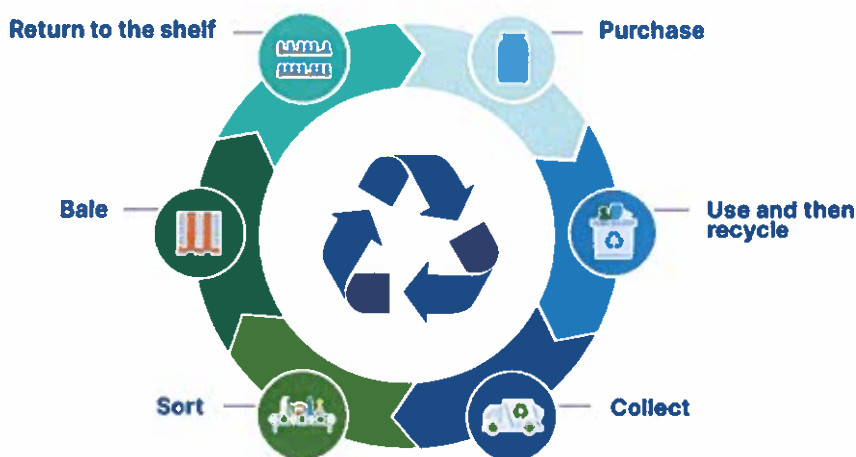 Return to the shelf
Purchase
Bale
Use and then
recycle
Sort
Collect